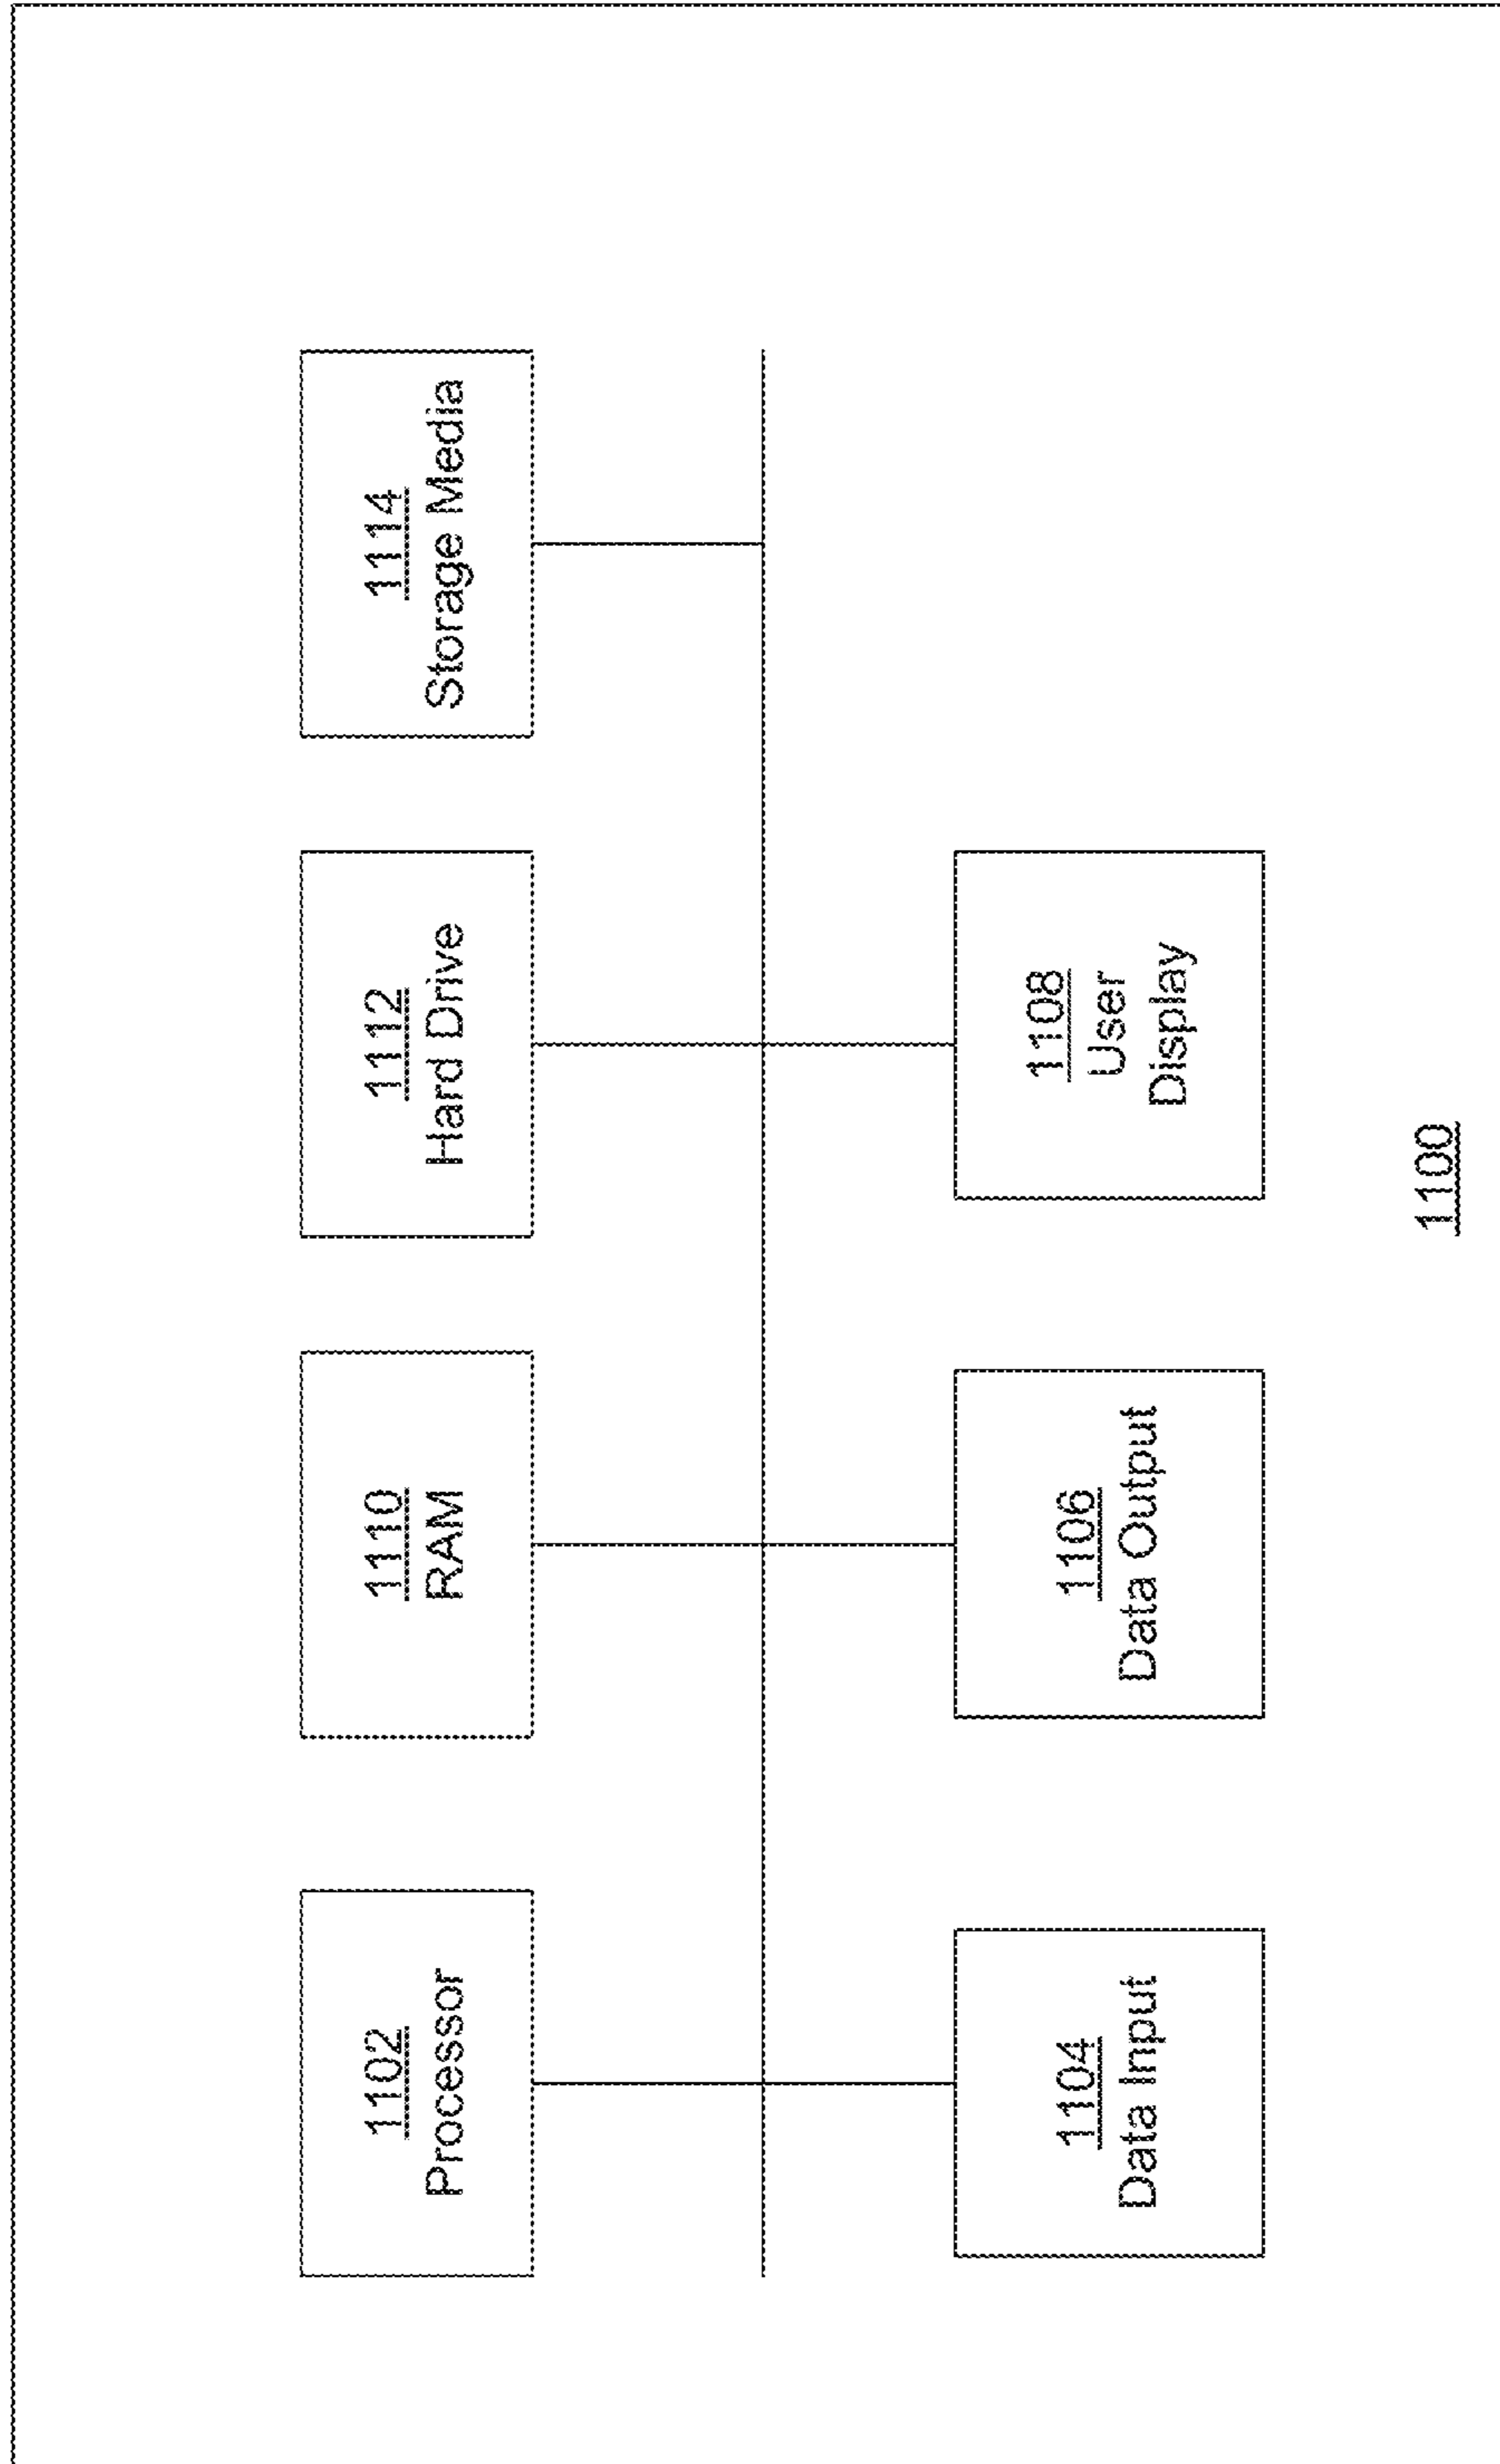 1102
Processor
1110
RAM
1112
Hard Drive
1114
Storage Media
1104
Data Input
1106
Data Output
1108
User
Display
1100